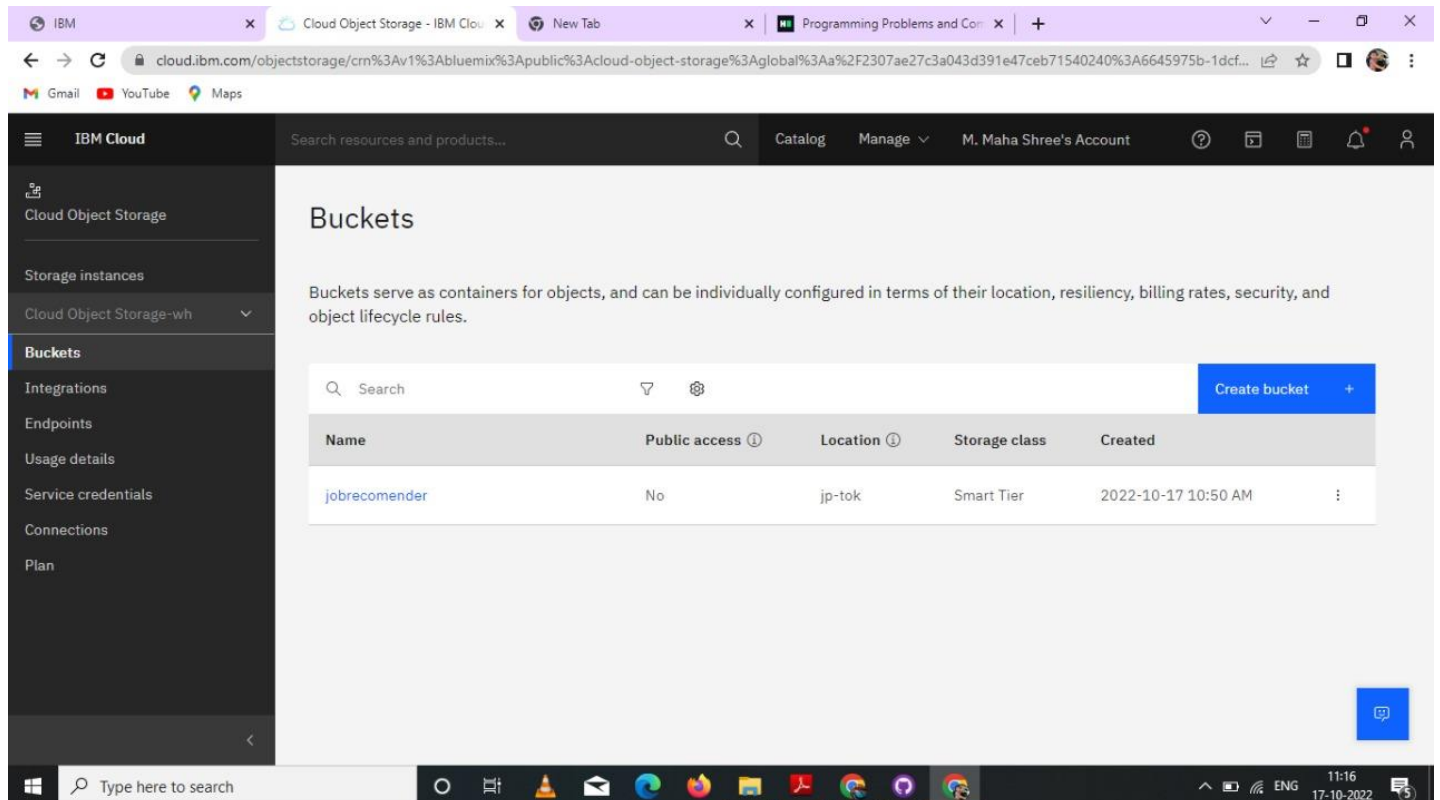 IBM
Cloud Object Storage - IBM Clou
New Tab
Programming Problems and Com
cloud.ibm.com/objectstorage/crn%3Av1%3Abluemix%3Apublic%3Acloud-object-storage%3Aglobal%3Aa%2F2307ae27c3a043d391e47ceb71540240%3A6645975b-1dcf...
Gmail YouTube Maps
IBM Cloud
Search resources and products...
Catalog Manage M. Maha Shree's Account
Cloud Object Storage
Storage instances
Cloud Object Storage-wh
Buckets
Integrations
Endpoints
Usage details
Service credentials
Connections
Plan
Buckets
Buckets serve as containers for objects, and can be individually configured in terms of their location, resiliency, billing rates, security, and
object lifecycle rules.
Search
Create bucket +
Name Public access Location Storage class Created
jobrecomender No jp-tok Smart Tier 2022-10-17 10:50 AM
Type here to search
ENG
11:16
17-10-2022
5